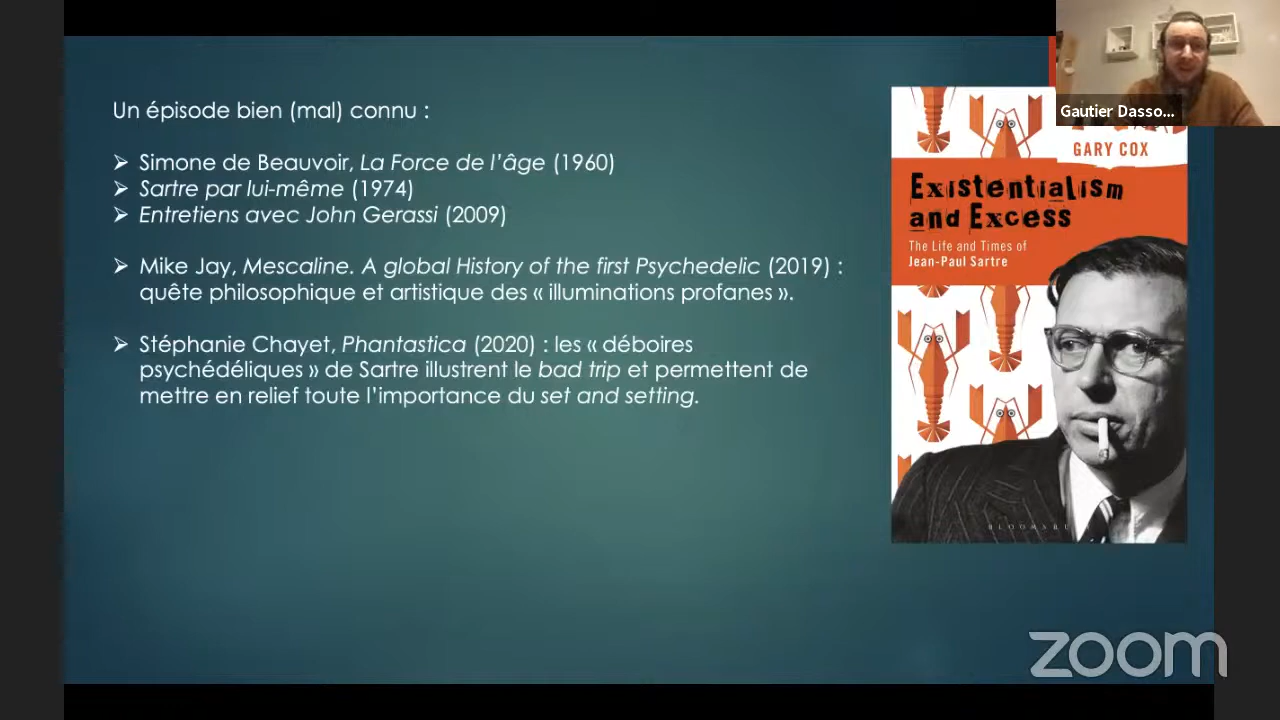 Un épisode bien (mal) connu :
➢ Simone de Beauvoir, La Force de l’âge (1960)
➢ Sartre par lui-même (1974)
➢ Entretiens avec John Gerassi (2009)
➢ Mike Jay, Mescaline. A global History of the first Psychedelic (2019) :
quête philosophique et artistique des « illuminations profanes ».
➢ Stéphanie Chayet, Phantastica (2020) : les « déboires
psychédéliques » de Sartre illustrent le bad trip et permettent de
mettre en relief toute l’importance du set and setting.
Gautier Dasso...
GARY COX
Existentialism
and Excess
The Life and Times of
Jean-Paul Sartre
zoom